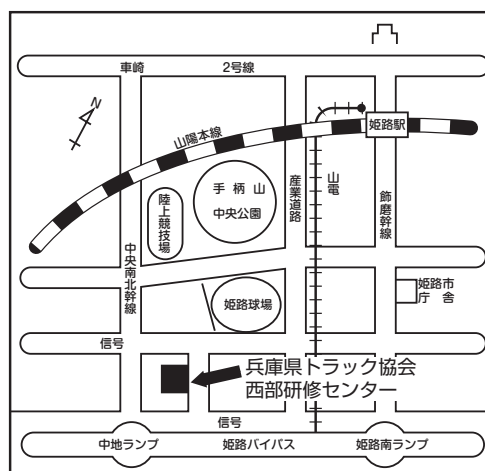 車崎
2号線
N
山陽本線
姫路駅
手柄山
中央公園
陸上競技場
産業道路
山電
飾磨幹線
中央南北幹線
姫路球場
姫路市
庁舎
信号
兵庫県トラック協会
西部研修センター
信号
中地ランプ
姫路バイパス
姫路南ランプ